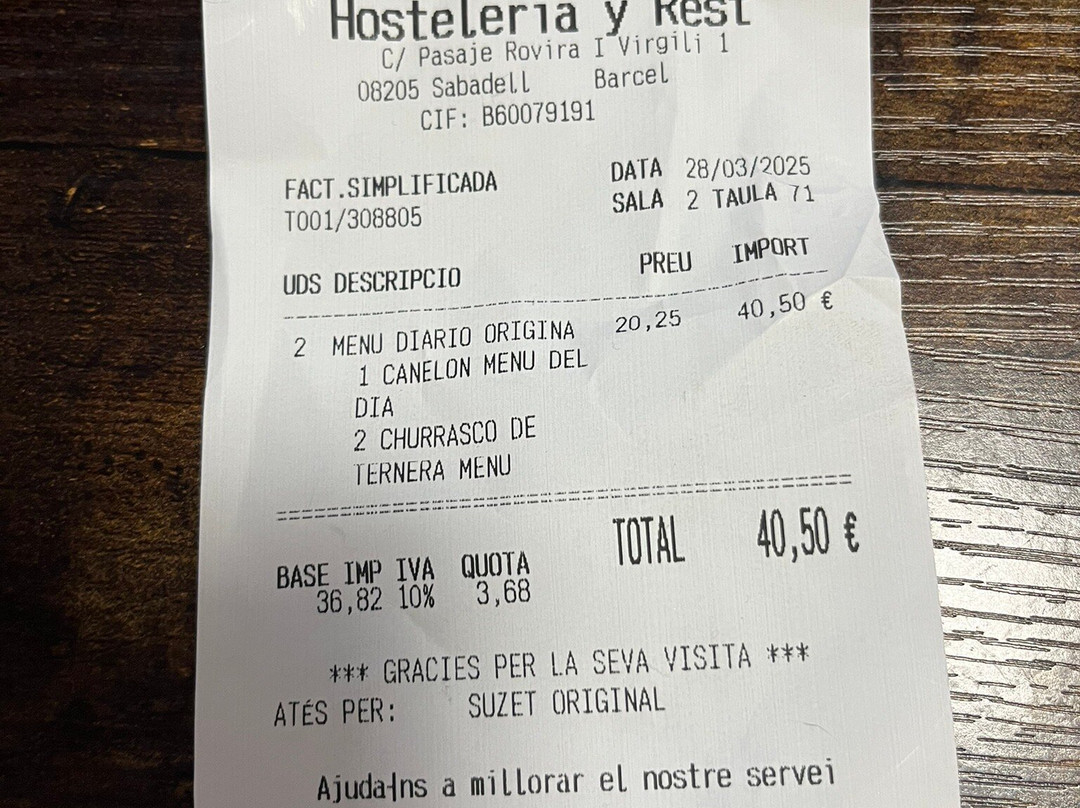 Hosteleria y Rest
C/ Pasaje Rovira I Virgili 1
08205 Sabadell Barcel
CIF: B60079191
FACT.SIMPLIFICADA DATA 28/03/2025
T001/308805 SALA 2 TAULA 71
UDS DESCRIPCIO PREU IMPORT
2 MENU DIARIO ORIGINA 20,25 40,50 €
1 CANELON MENU DEL
DIA
2 CHURRASCO DE
TERNERA MENU
TOTAL 40,50 €
BASE IMP IVA QUOTA
36,82 10% 3,68
*** GRACIES PER LA SEVA VISITA ***
ATÉS PER: SUZET ORIGINAL
Ajuda┤ns a millorar el nostre servei